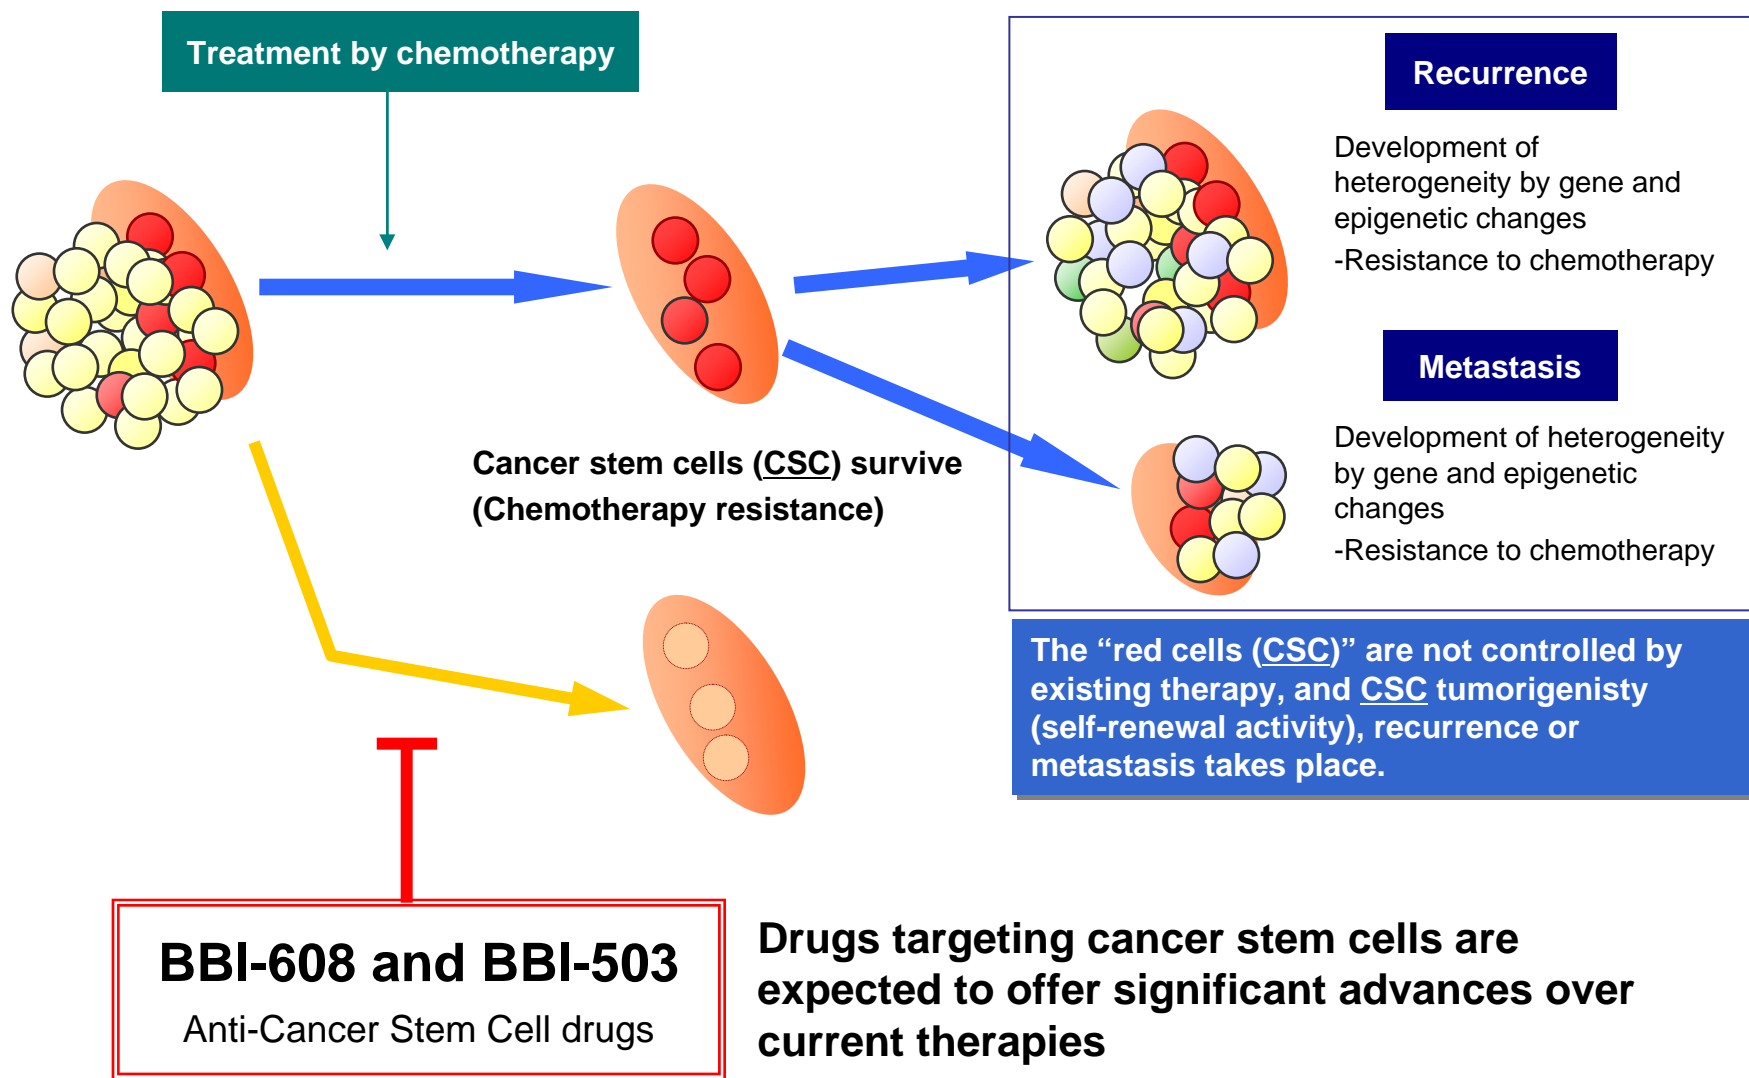 Treatment by chemotherapy
Recurrence
Development of
heterogeneity by gene and
epigenetic changes
-Resistance to chemotherapy
Metastasis
Development of heterogeneity
by gene and epigenetic
changes
-Resistance to chemotherapy
Cancer stem cells (CSC) survive
(Chemotherapy resistance)
The “red cells (CSC)” are not controlled by
existing therapy, and CSC tumorigenisty
(self-renewal activity), recurrence or
metastasis takes place.
BBI-608 and BBI-503
Anti-Cancer Stem Cell drugs
Drugs targeting cancer stem cells are
expected to offer significant advances over
current therapies